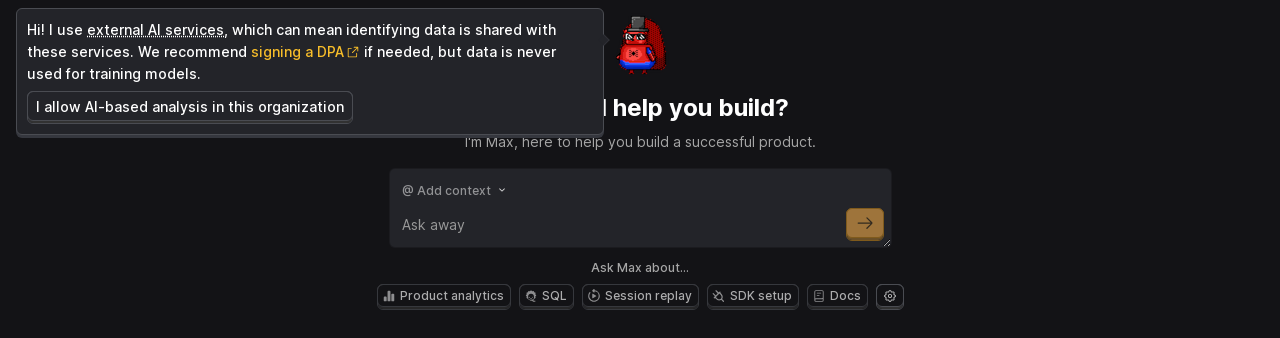 Hi! I use external AI services, which can mean identifying data is shared with
these services. We recommend signing a DPA if needed, but data is never
used for training models.
I allow AI-based analysis in this organization
help you build?
I'm Max, here to help you build a successful product.
@ Add context
Ask away
Ask Max about...
Product analytics
SQL
Session replay
SDK setup
Docs